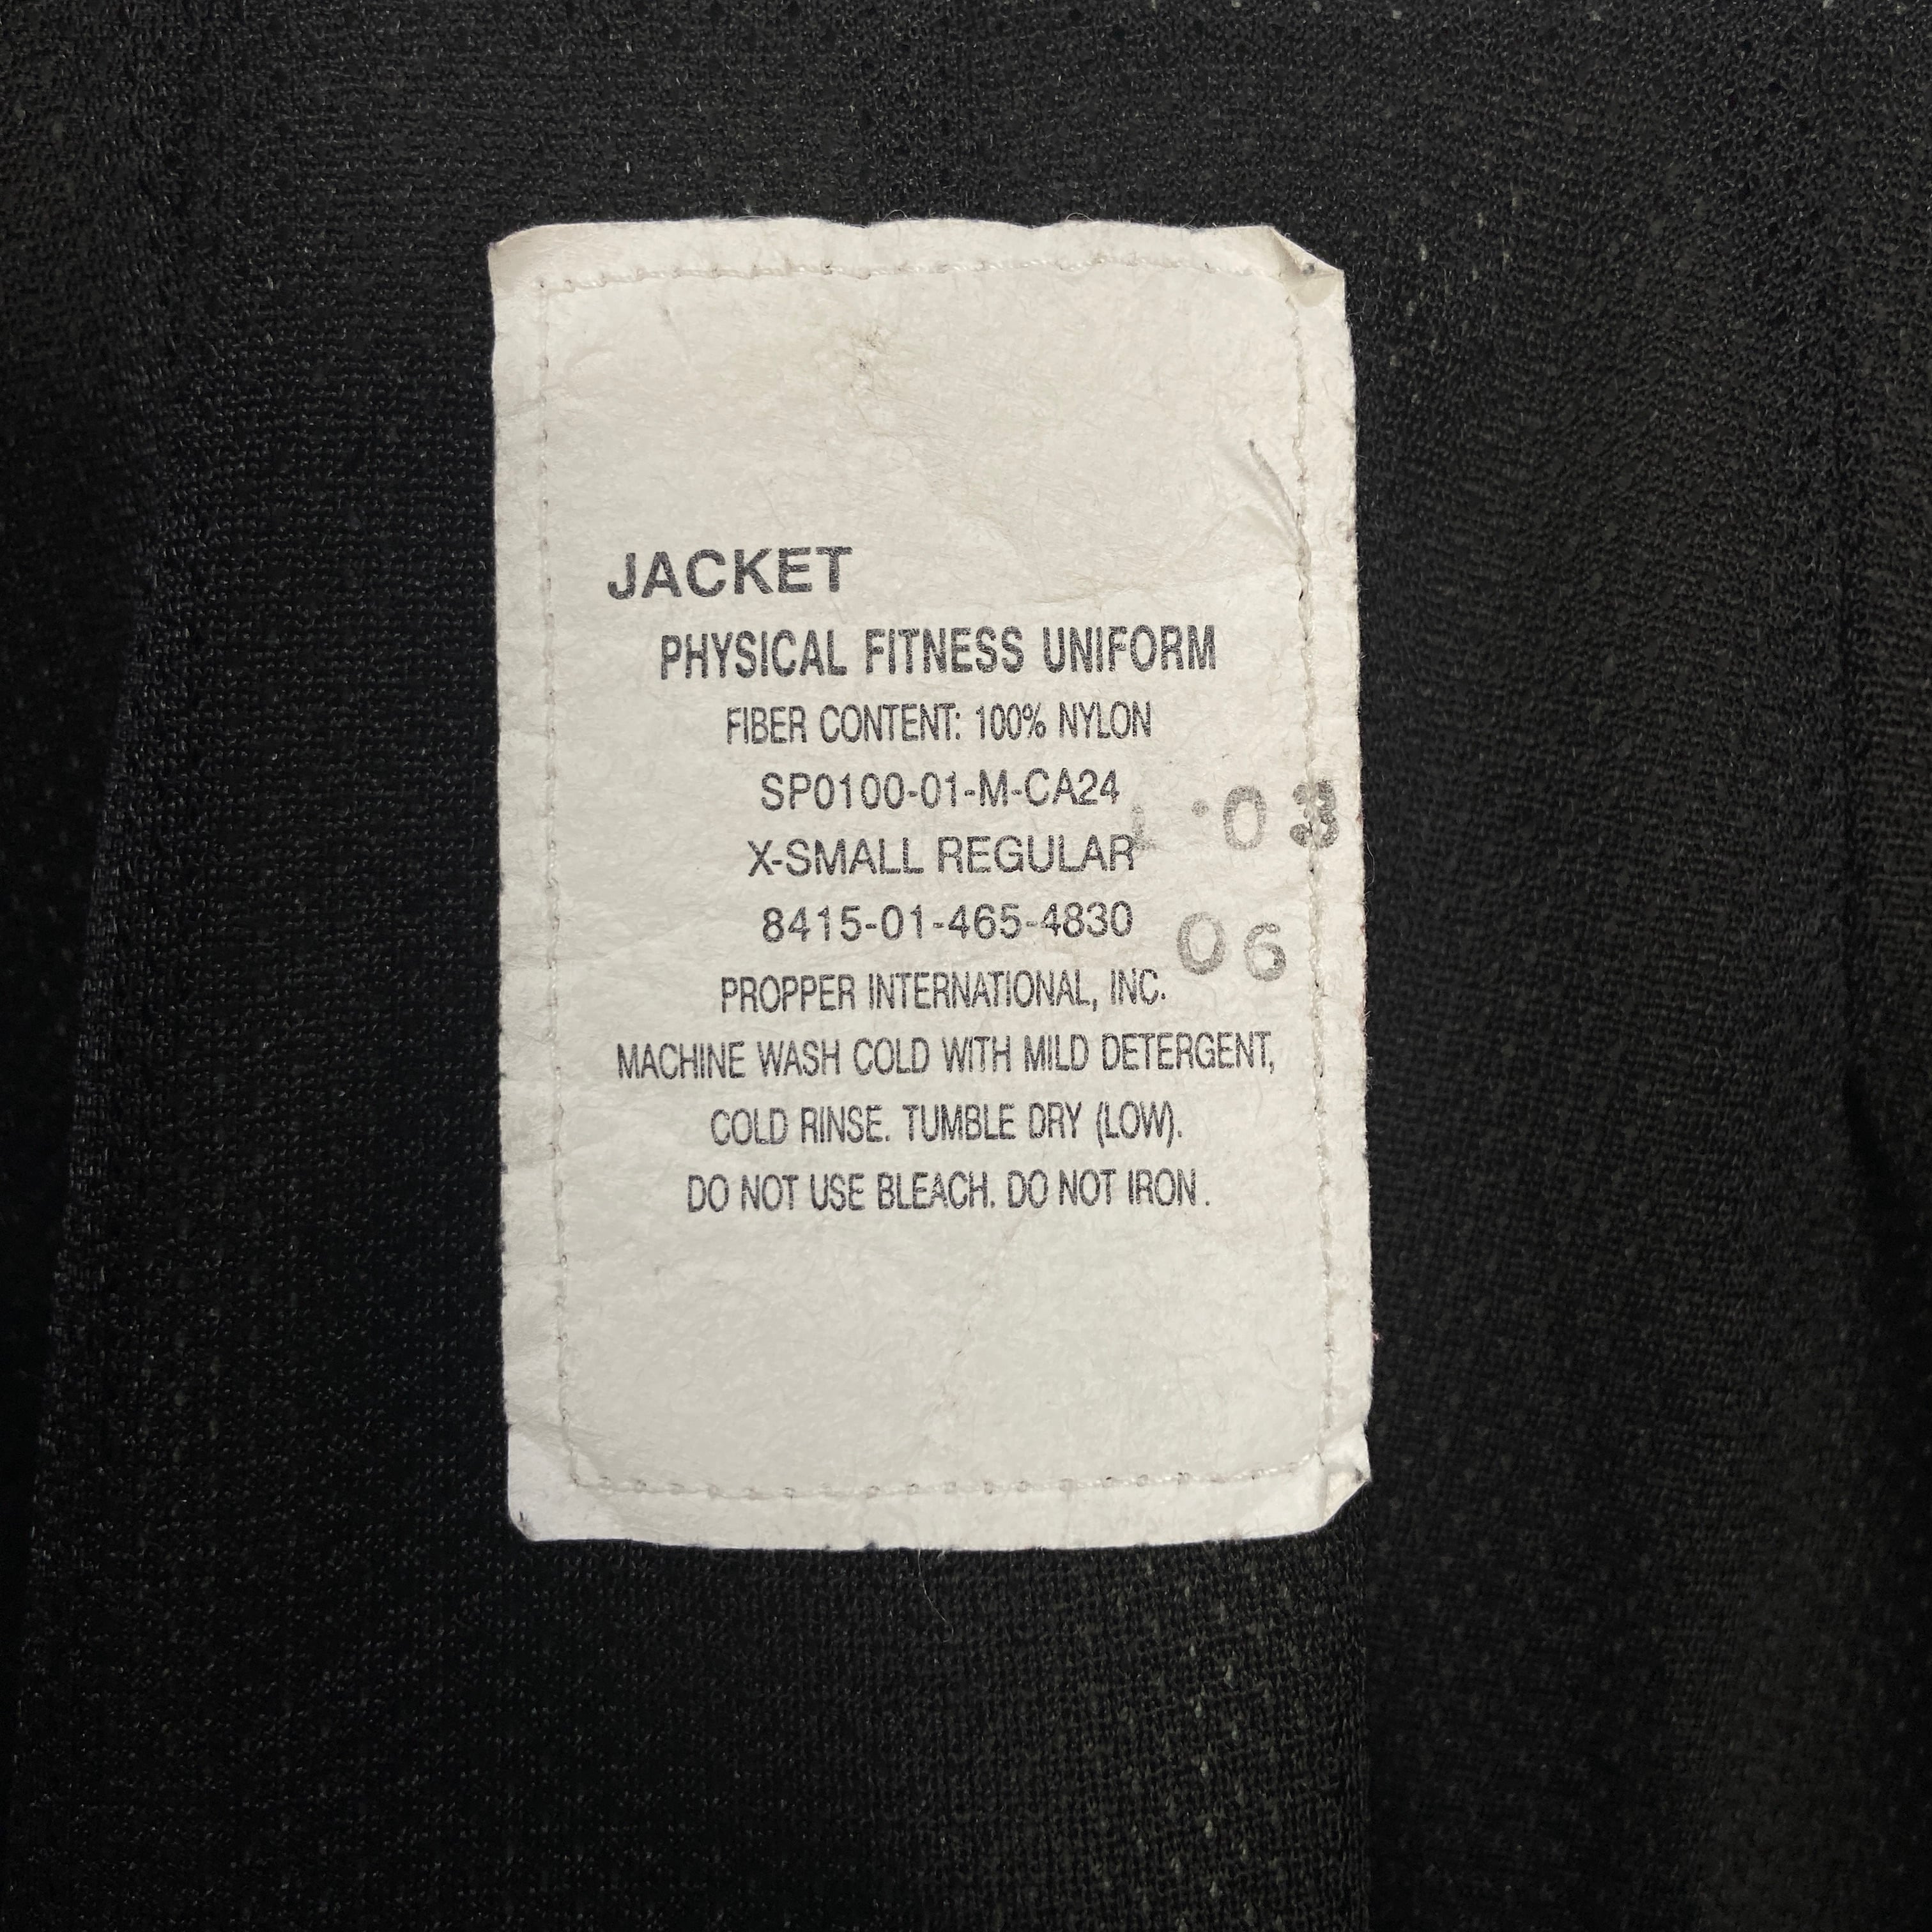 JACKET
PHYSICAL FITNESS UNIFORM
FIBER CONTENT: 100% NYLON
SP0100-01-M-CA24
03
X-SMALL REGULAR
8415-01-465-4830
06
PROPPER INTERNATIONAL, INC.
MACHINE WASH COLD WITH MILD DETERGENT,
COLD RINSE. TUMBLE DRY (LOW).
DO NOT USE BLEACH. DO NOT IRON.